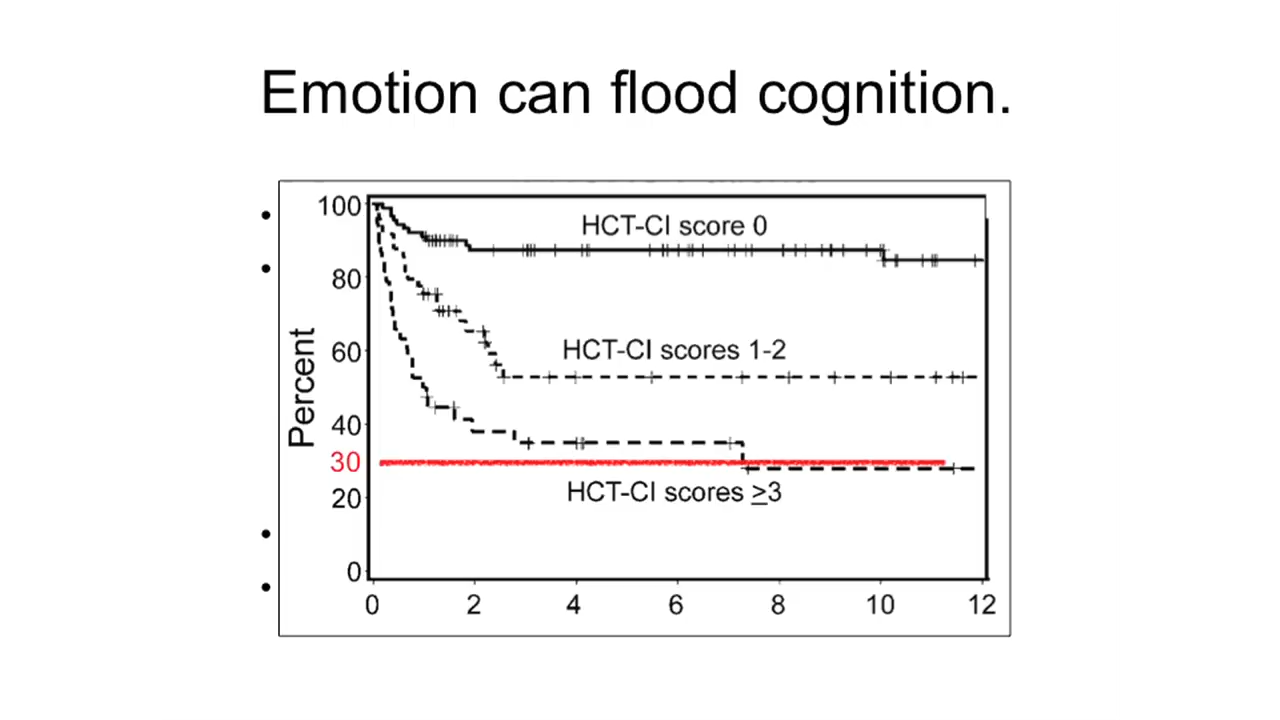 Emotion can flood cognition.
100
HCT-CI score 0
80
Percent
60
HCT-CI scores 1-2
40
30
HCT-CI scores ≥3
20
0
0 2 4 6 8 10 12